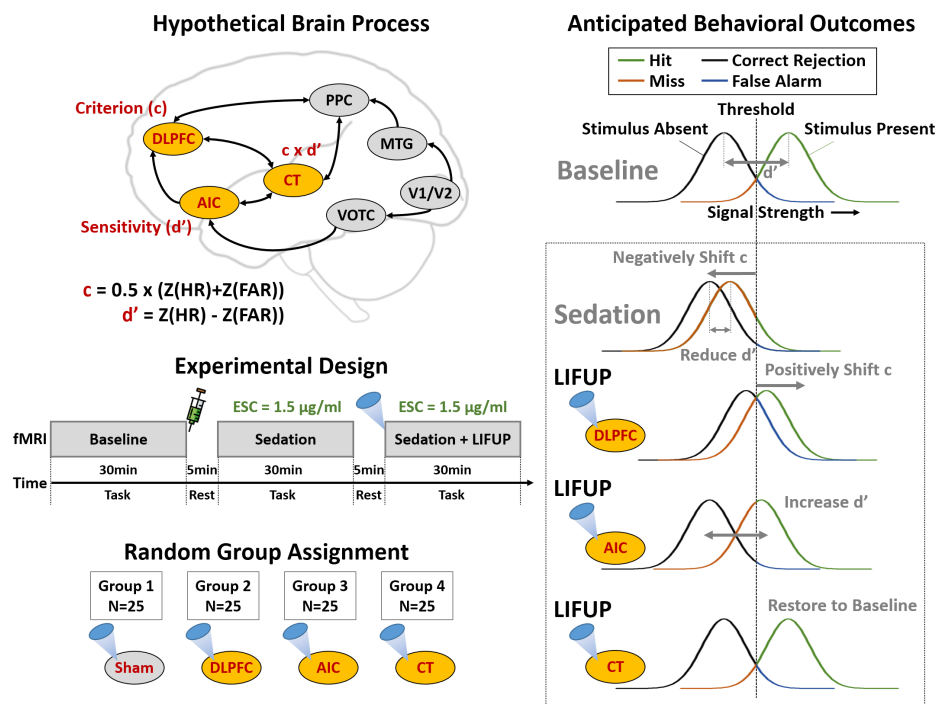 Hypothetical Brain Process
Criterion (c)
DLPFC
PPC
MTG
c x d’
CT
V1/V2
AIC
VOTC
Sensitivity (d’)
c = 0.5 x (Z(HR)+Z(FAR))
d’ = Z(HR) - Z(FAR))
Experimental Design
ESC = 1.5 µg/ml
ESC = 1.5 µg/ml
fMRI
Baseline
Sedation
Sedation + LIFUP
30min
5min
30min
5min
30min
Time
Task
Rest
Task
Rest
Task
Random Group Assignment
Group 1
N=25
Group 2
N=25
Group 3
N=25
Group 4
N=25
Sham
DLPFC
AIC
CT
Anticipated Behavioral Outcomes
Hit
Correct Rejection
Miss
False Alarm
Threshold
Stimulus Absent
Stimulus Present
Baseline
d’
Signal Strength
Negatively Shift c
Sedation
Reduce d’
LIFUP
Positively Shift c
DLPFC
LIFUP
Increase d’
AIC
LIFUP
Restore to Baseline
CT